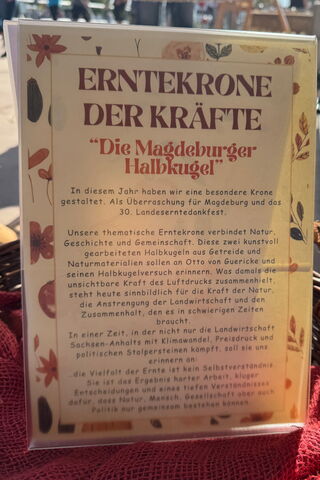 ERNTEKRONE
DER KRÄFTE
“Die Magdeburger
Halbkugel”
In diesem Jahr haben wir eine besondere Krone
gestaltet. Als Überraschung für Magdeburg und das
30. Landeserntedankfest.
Unsere thematische Erntekrone verbindet Natur,
Geschichte und Gemeinschaft. Diese zwei kunstvoll
gearbeiteten Halbkugeln aus Getreide und
Naturmaterialien sollen an Otto von Guericke und
seinen Halbkugelversuch erinnern. Was damals die
unsichtbare Kraft des Luftdrucks zusammenhielt,
steht heute sinnbildlich für die Kraft der Natur,
die Anstrengung der Landwirtschaft und den
Zusammenhalt, den es in schwierigen Zeiten
braucht.
In einer Zeit, in der nicht nur die Landwirtschaft
Sachsen-Anhalts mit Klimawandel, Preisdruck und
politischen Stolpersteinen kämpft, soll sie uns
erinnern an:
..die Vielfalt der Ernte ist kein Selbstverständnis.
Sie ist das Ergebnis harter Arbeit, kluger
Entscheidungen und eines tiefen Verständnisses
dafür, dass Natur, Mensch, Gesellschaft aber auch
Politik nur gemeinsam bestehen können.